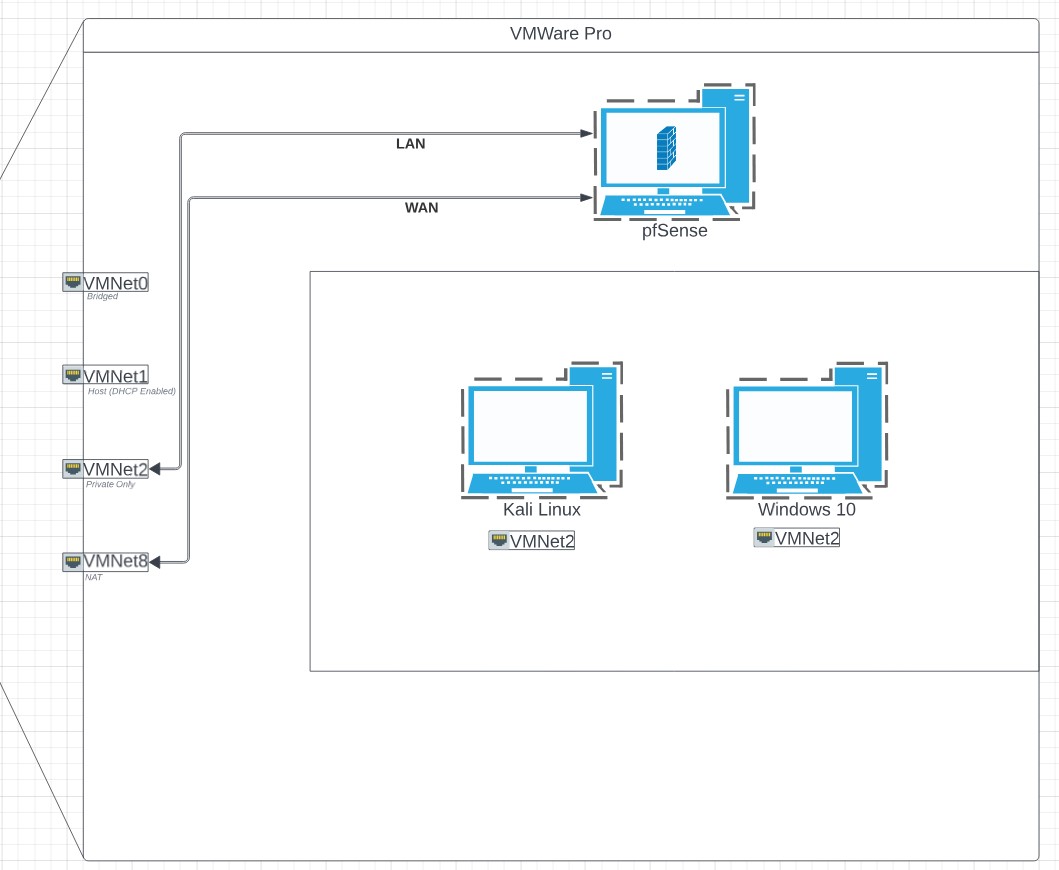 VMWare Pro
LAN
WAN
pfSense
VMNet0
Bridged
VMNet1
Host (DHCP Enabled)
VMNet2
Private Only
VMNet8
NAT
Kali Linux
VMNet2
Windows 10
VMNet2